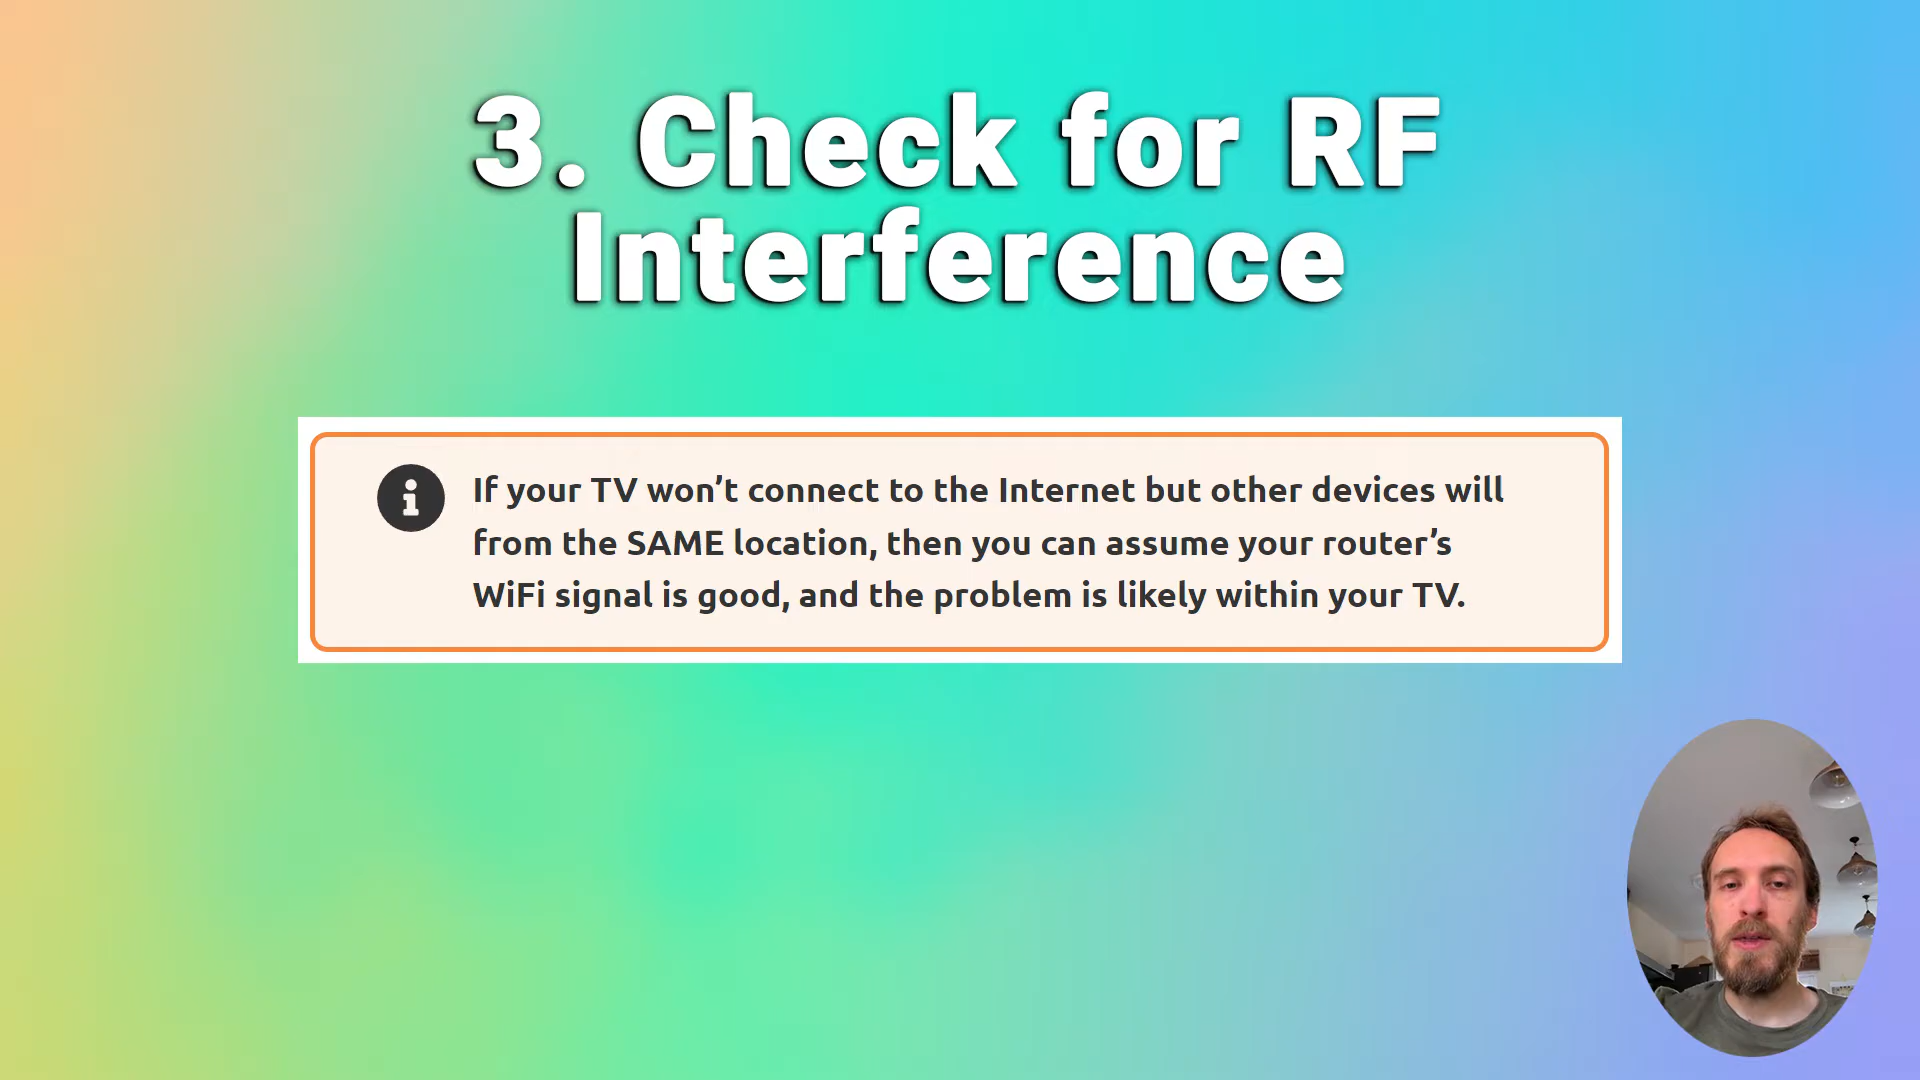 3. Check for RF
Interference
If your TV won’t connect to the Internet but other devices will
from the SAME location, then you can assume your router’s
WiFi signal is good, and the problem is likely within your TV.